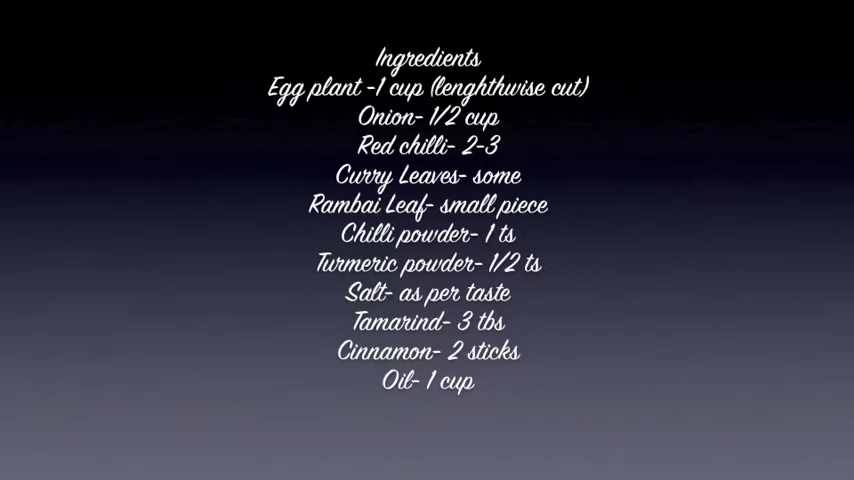 Ingredients
Egg plant -1 cup (lenghthwise cut)
Onion- 1/2 cup
Red chilli- 2-3
Curry Leaves- some
Rambai Leaf- small piece
Chilli powder- 1 ts
Turmeric powder- 1/2 ts
Salt- as per taste
Tamarind- 3 tbs
Cinnamon- 2 sticks
Oil- 1 cup